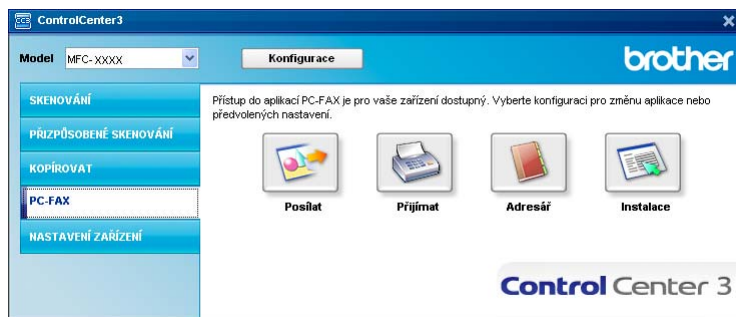 ControlCenter3
Model MFC-XXXX Konfigurace brother
SKENOVÁNÍ
PŘIZPŮSOBENÉ SKENOVÁNÍ
KOPÍROVAT
PC-FAX
NASTAVENÍ ZAŘÍZENÍ
Přístup do aplikací PC-FAX je pro vaše zařízení dostupný. Vyberte konfiguraci pro změnu aplikace nebo
předvolených nastavení.
Posílat Přijímat Adresář Instalace
Control Center 3